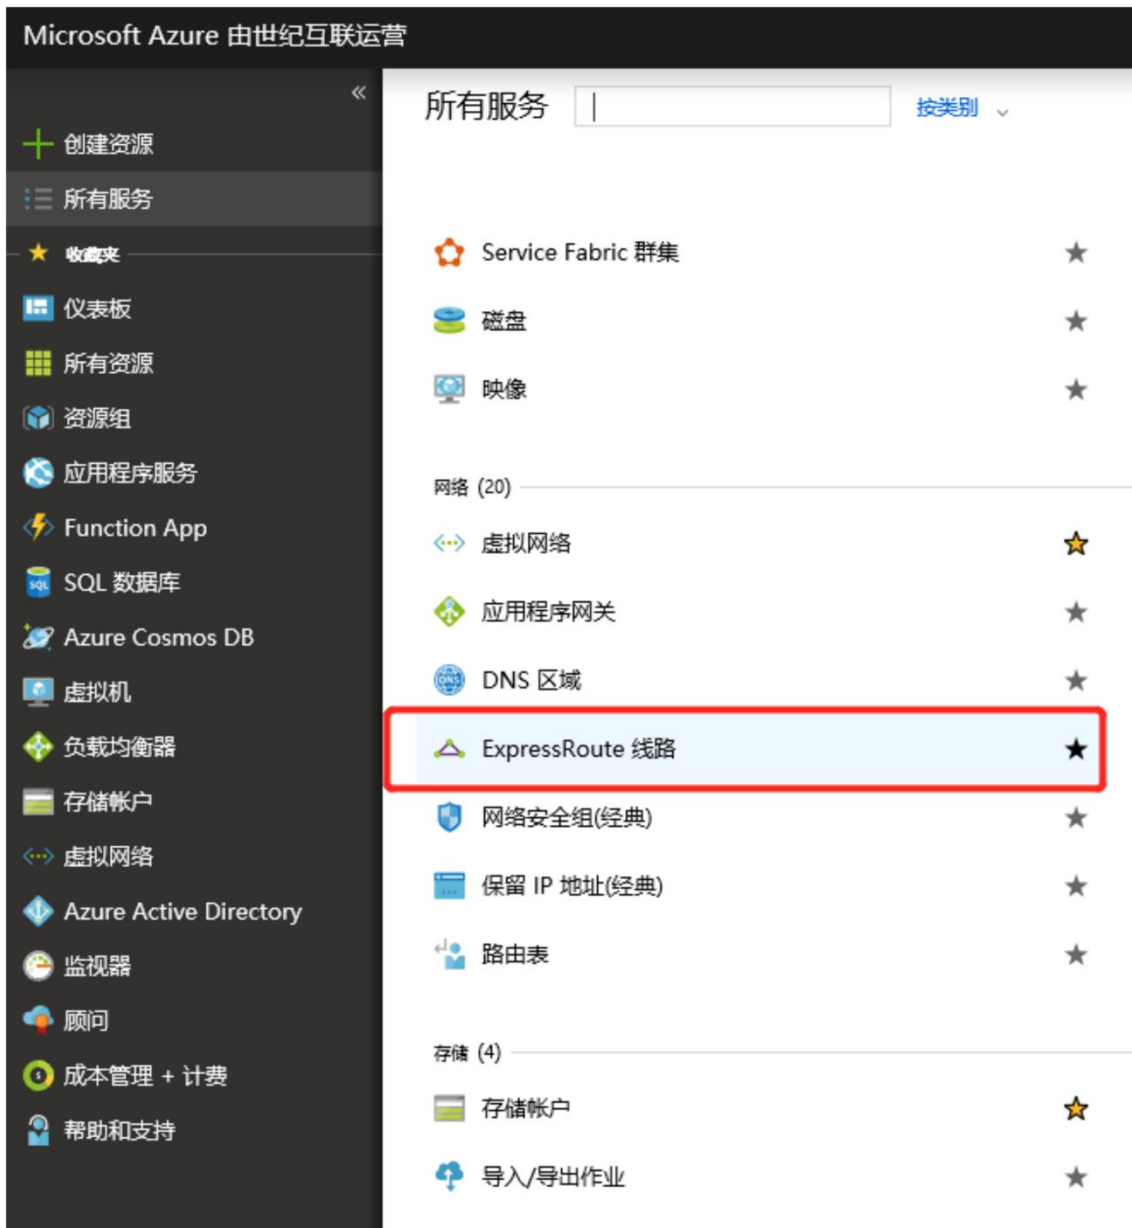 Microsoft Azure 由世纪互联运营
«
创建资源
所有服务
收藏夹
仪表板
所有资源
资源组
应用程序服务
Function App
SQL 数据库
Azure Cosmos DB
虚拟机
负载均衡器
存储帐户
虚拟网络
Azure Active Directory
监视器
顾问
成本管理 + 计费
帮助和支持
所有服务
按类别
Service Fabric 群集
磁盘
映像
网络 (20)
虚拟网络
应用程序网关
DNS 区域
ExpressRoute 线路
网络安全组(经典)
保留 IP 地址(经典)
路由表
存储 (4)
存储帐户
导入/导出作业